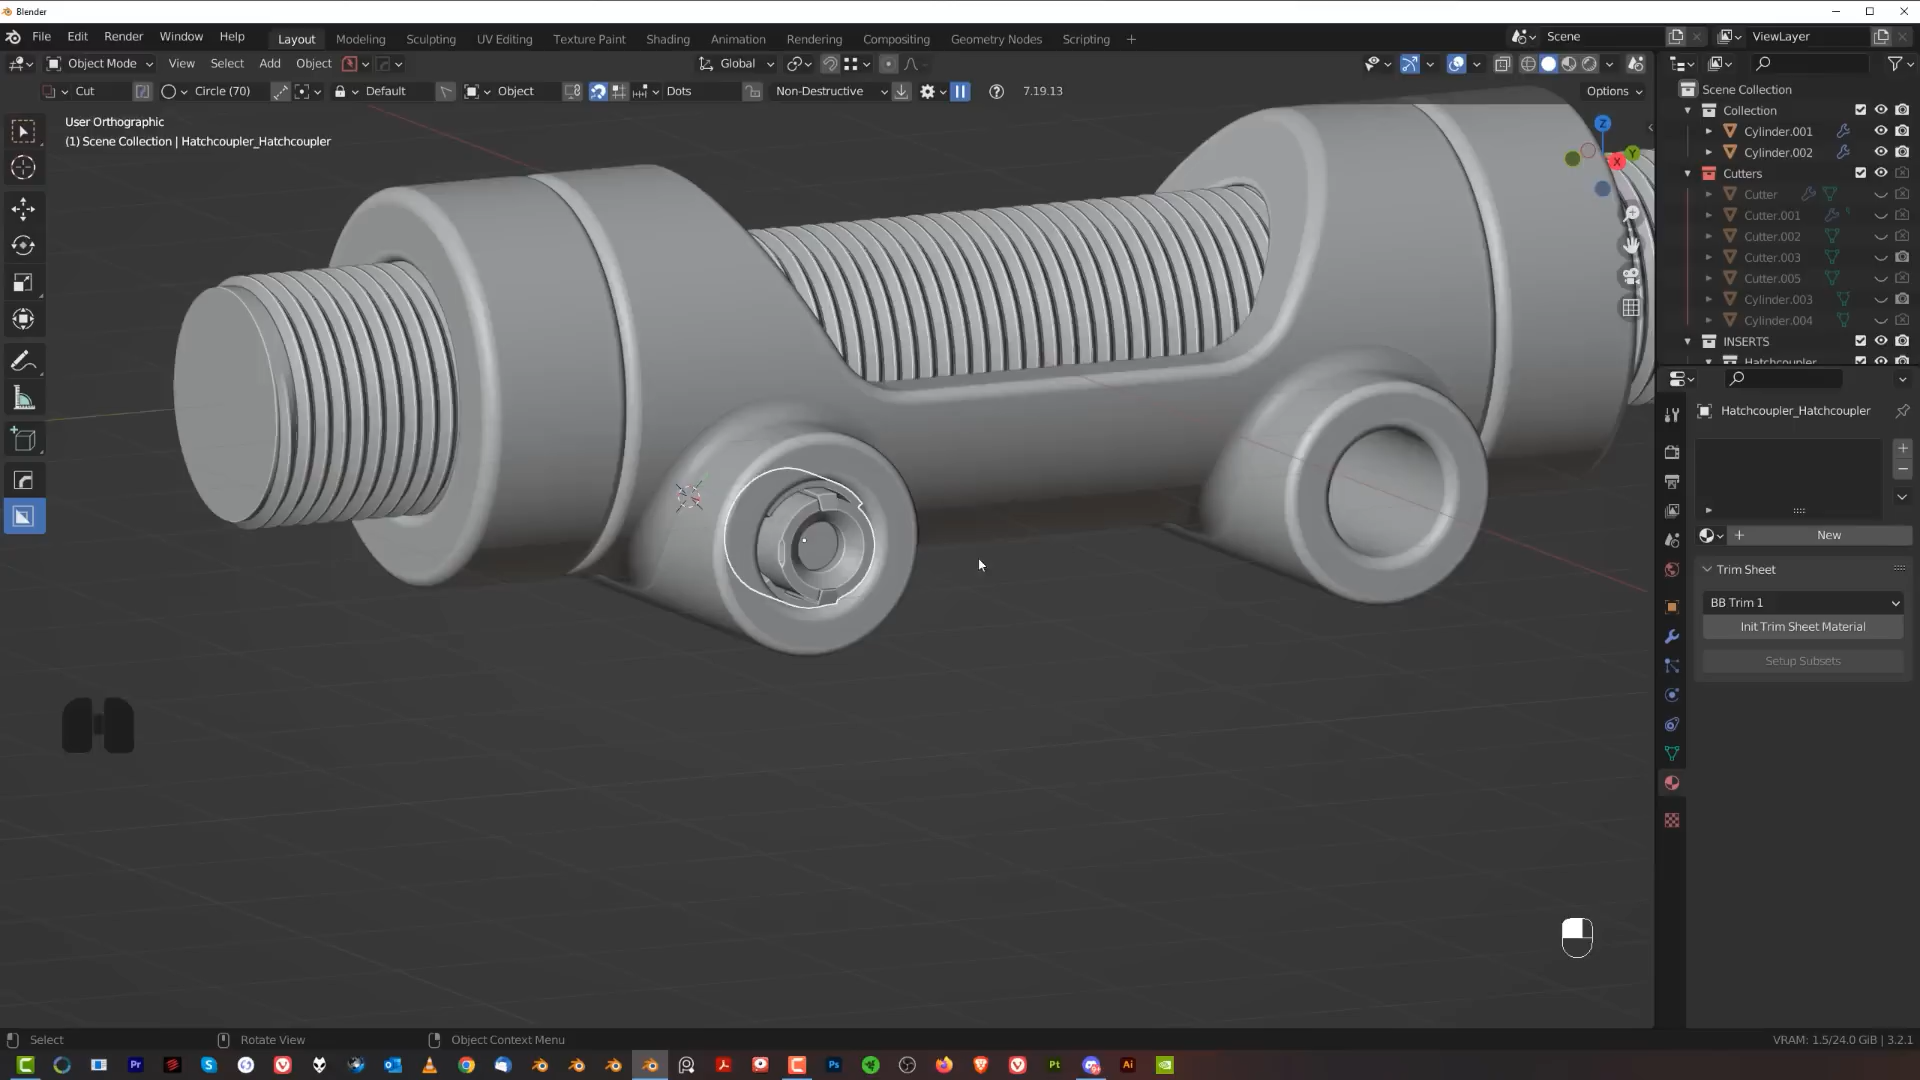 Blender
File Edit Render Window Help Layout Modeling Sculpting UV Editing Texture Paint Shading Animation Rendering Compositing Geometry Nodes Scripting + Scene ViewLayer
Object Mode View Select Add Object Global
Cut Circle (70) Default Object Dots Non-Destructive 7.19.13 Options
User Orthographic
(1) Scene Collection | Hatchcoupler_Hatchcoupler
Z
Y
X
Scene Collection
Collection
Cylinder.001
Cylinder.002
Cutters
Cutter
Cutter.001
Cutter.002
Cutter.003
Cutter.005
Cylinder.003
Cylinder.004
INSERTS
Hatchcoupler
Hatchcoupler_Hatchcoupler
+ New
Trim Sheet
BB Trim 1
Init Trim Sheet Material
Setup Subsets
Select Rotate View Object Context Menu VRAM: 1.5/24.0 GiB | 3.2.1
Pr
Ps
Pt
Ai